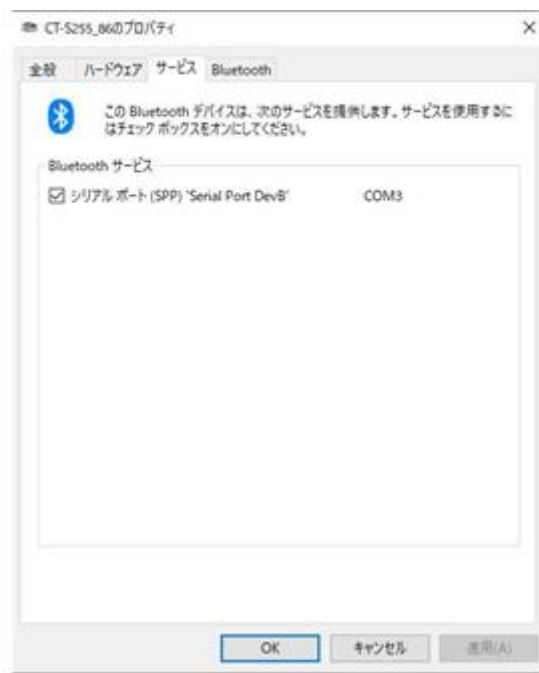 CT-S255_86のプロパティ
全般 ハードウェア サービス Bluetooth
この Bluetooth デバイスは、次のサービスを提供します。サービスを使用するに
はチェック ボックスをオンにしてください。
Bluetooth サービス
シリアル ポート (SPP) 'Serial Port DevB' COM3
OK キャンセル 適用(A)